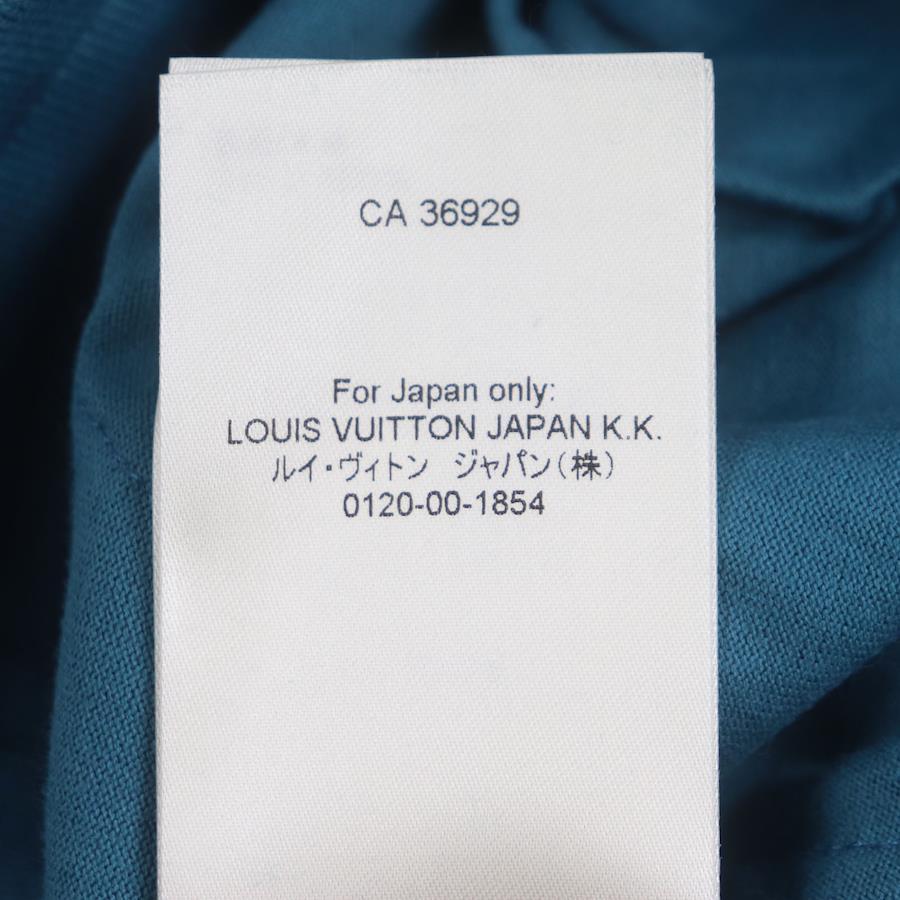 CA 36929
For Japan only:
LOUIS VUITTON JAPAN K.K.
ルイ・ヴィトン ジャパン(株)
0120-00-1854